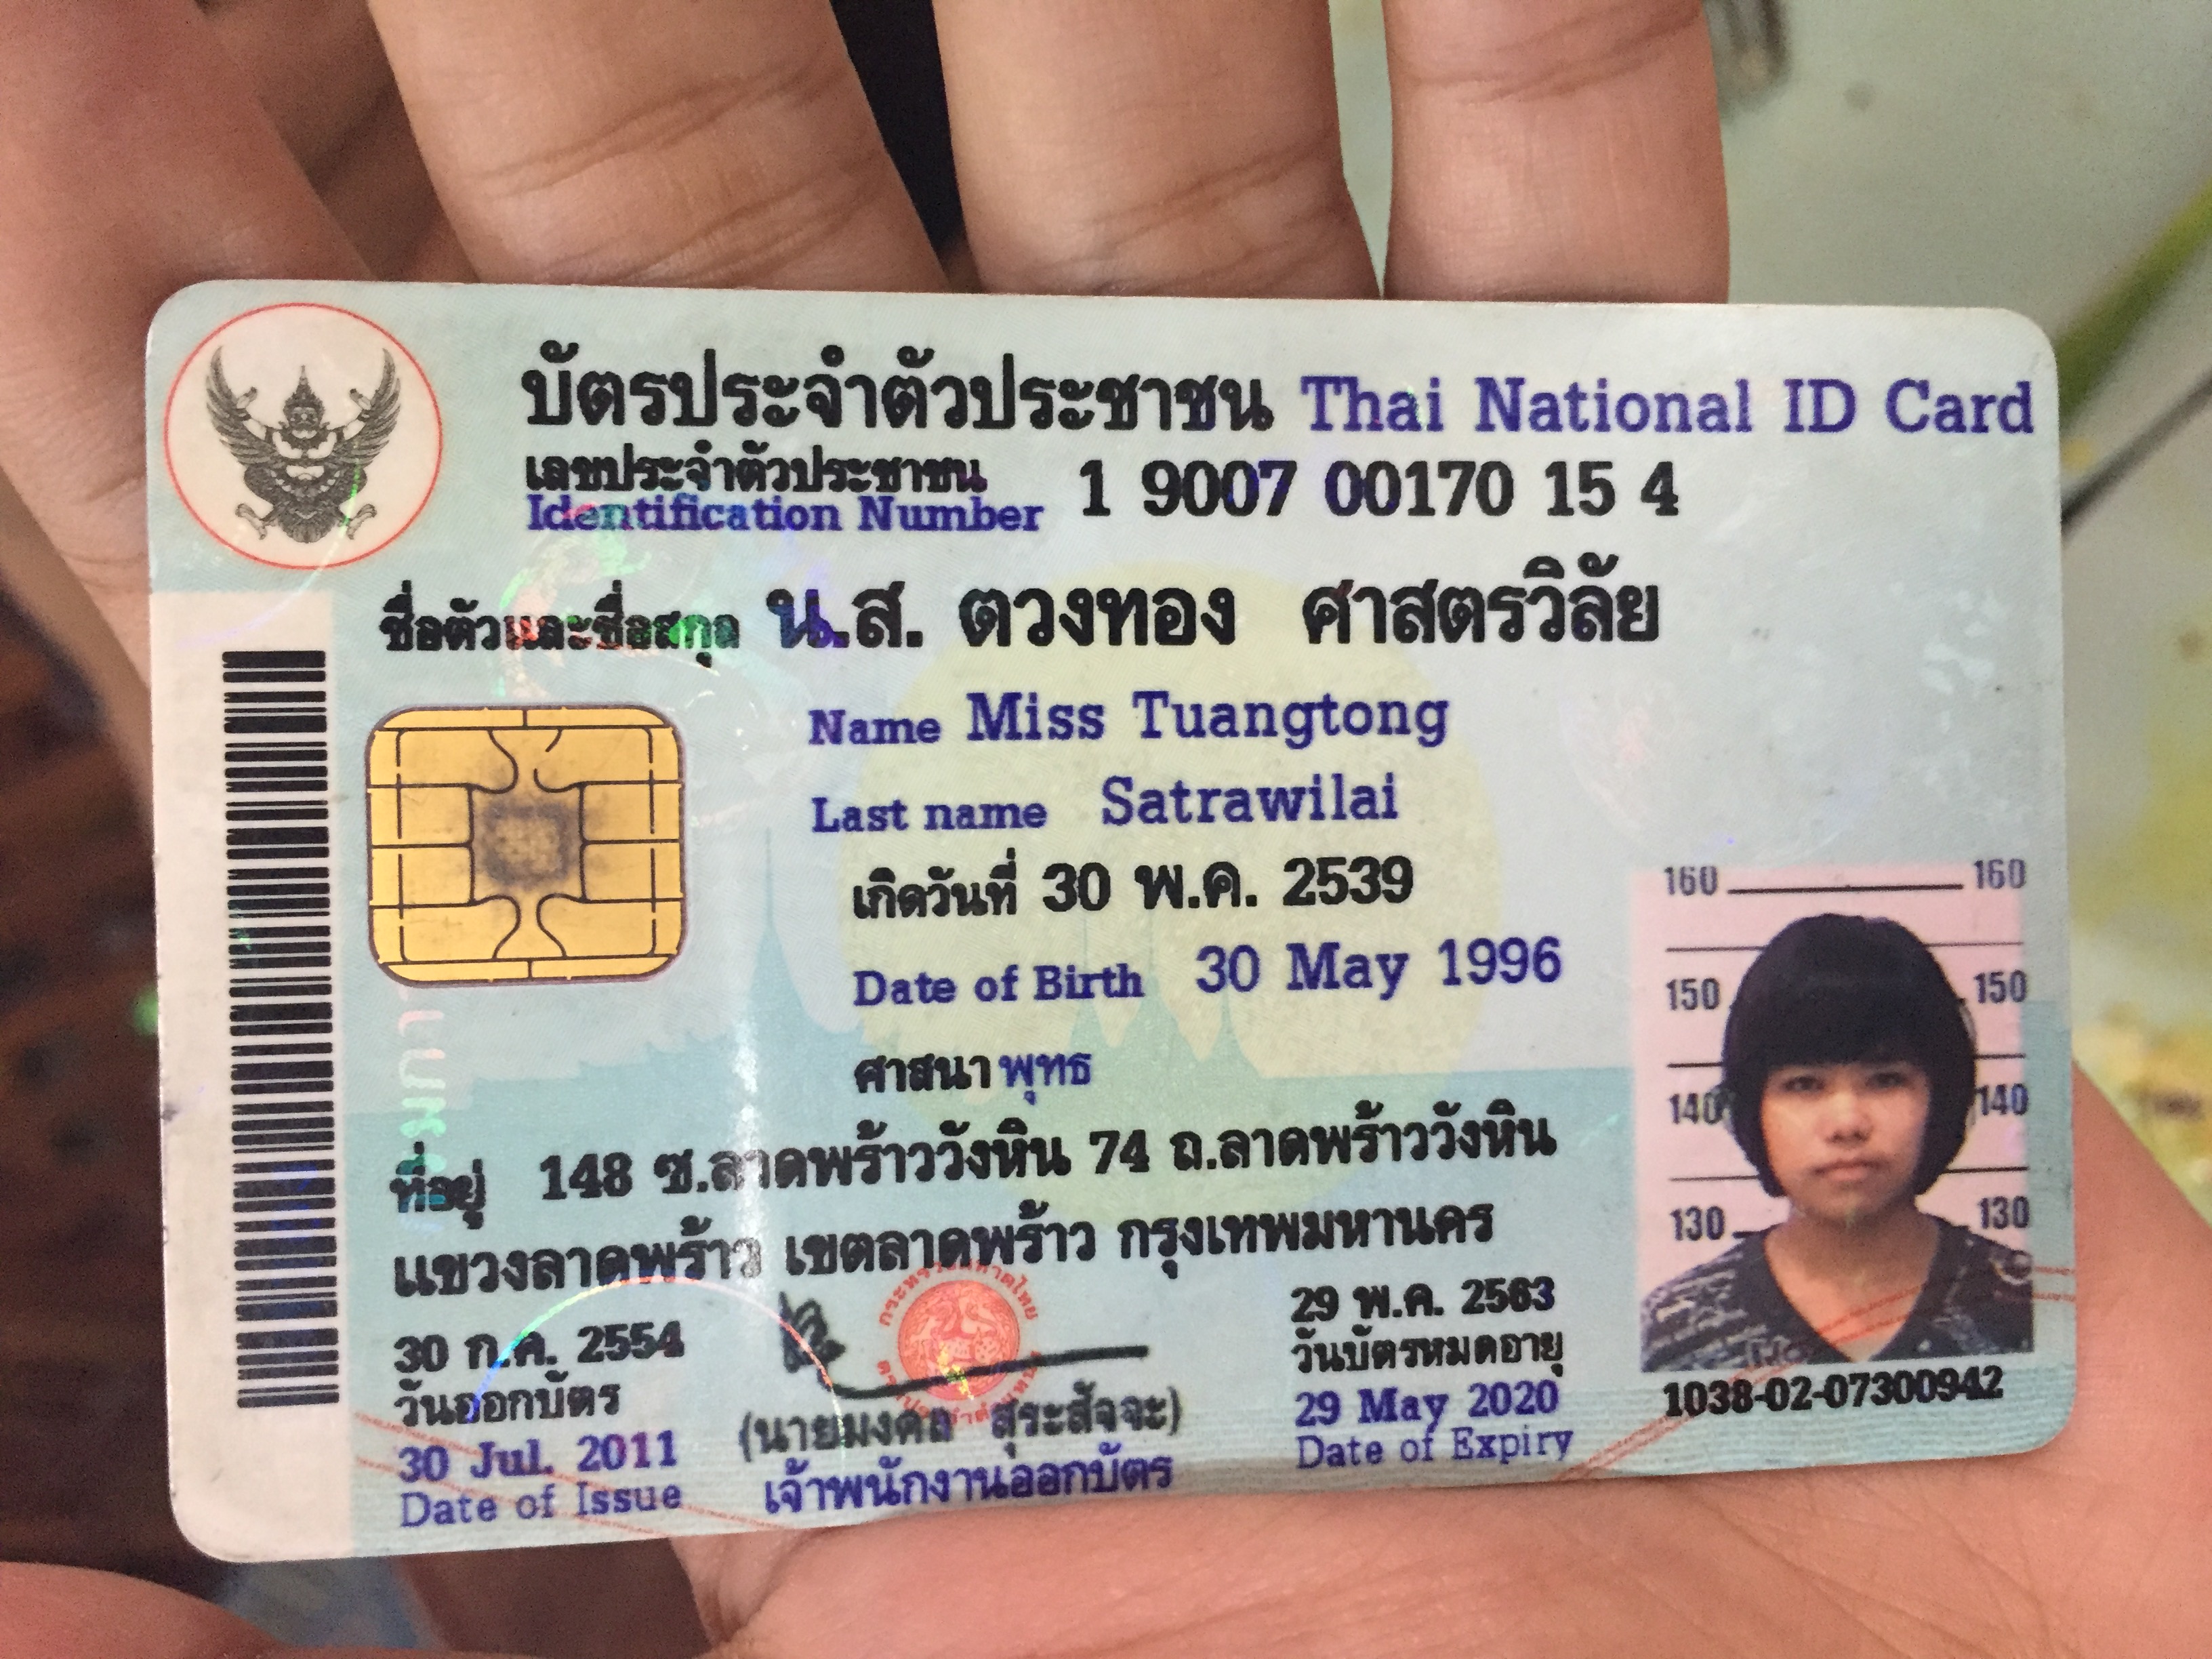 บัตรประจำตัวประชาชน Thai National ID Card
เลขประจำตัวประชาชน
Identification Number
1 9007 00170 15 4
ชื่อตัวและชื่อสกุล น.ส. ตวงทอง ศาสตรวิลัย
Name Miss Tuangtong
Last name Satrawilai
เกิดวันที่ 30 พ.ค. 2539
Date of Birth 30 May 1996
ศาสนา พุทธ
ที่อยู่ 148 ซ.ลาดพร้าววังหิน 74 ถ.ลาดพร้าววังหิน
แขวงลาดพร้าว เขตลาดพร้าว กรุงเทพมหานคร
30 ก.ค. 2554
วันออกบัตร
30 Jul. 2011
Date of Issue
(นายมงคล สุระสัจจะ)
เจ้าพนักงานออกบัตร
29 พ.ค. 2563
วันบัตรหมดอายุ
29 May 2020
Date of Expiry
160 160
150 150
140 140
130 130
1038-02-07300942